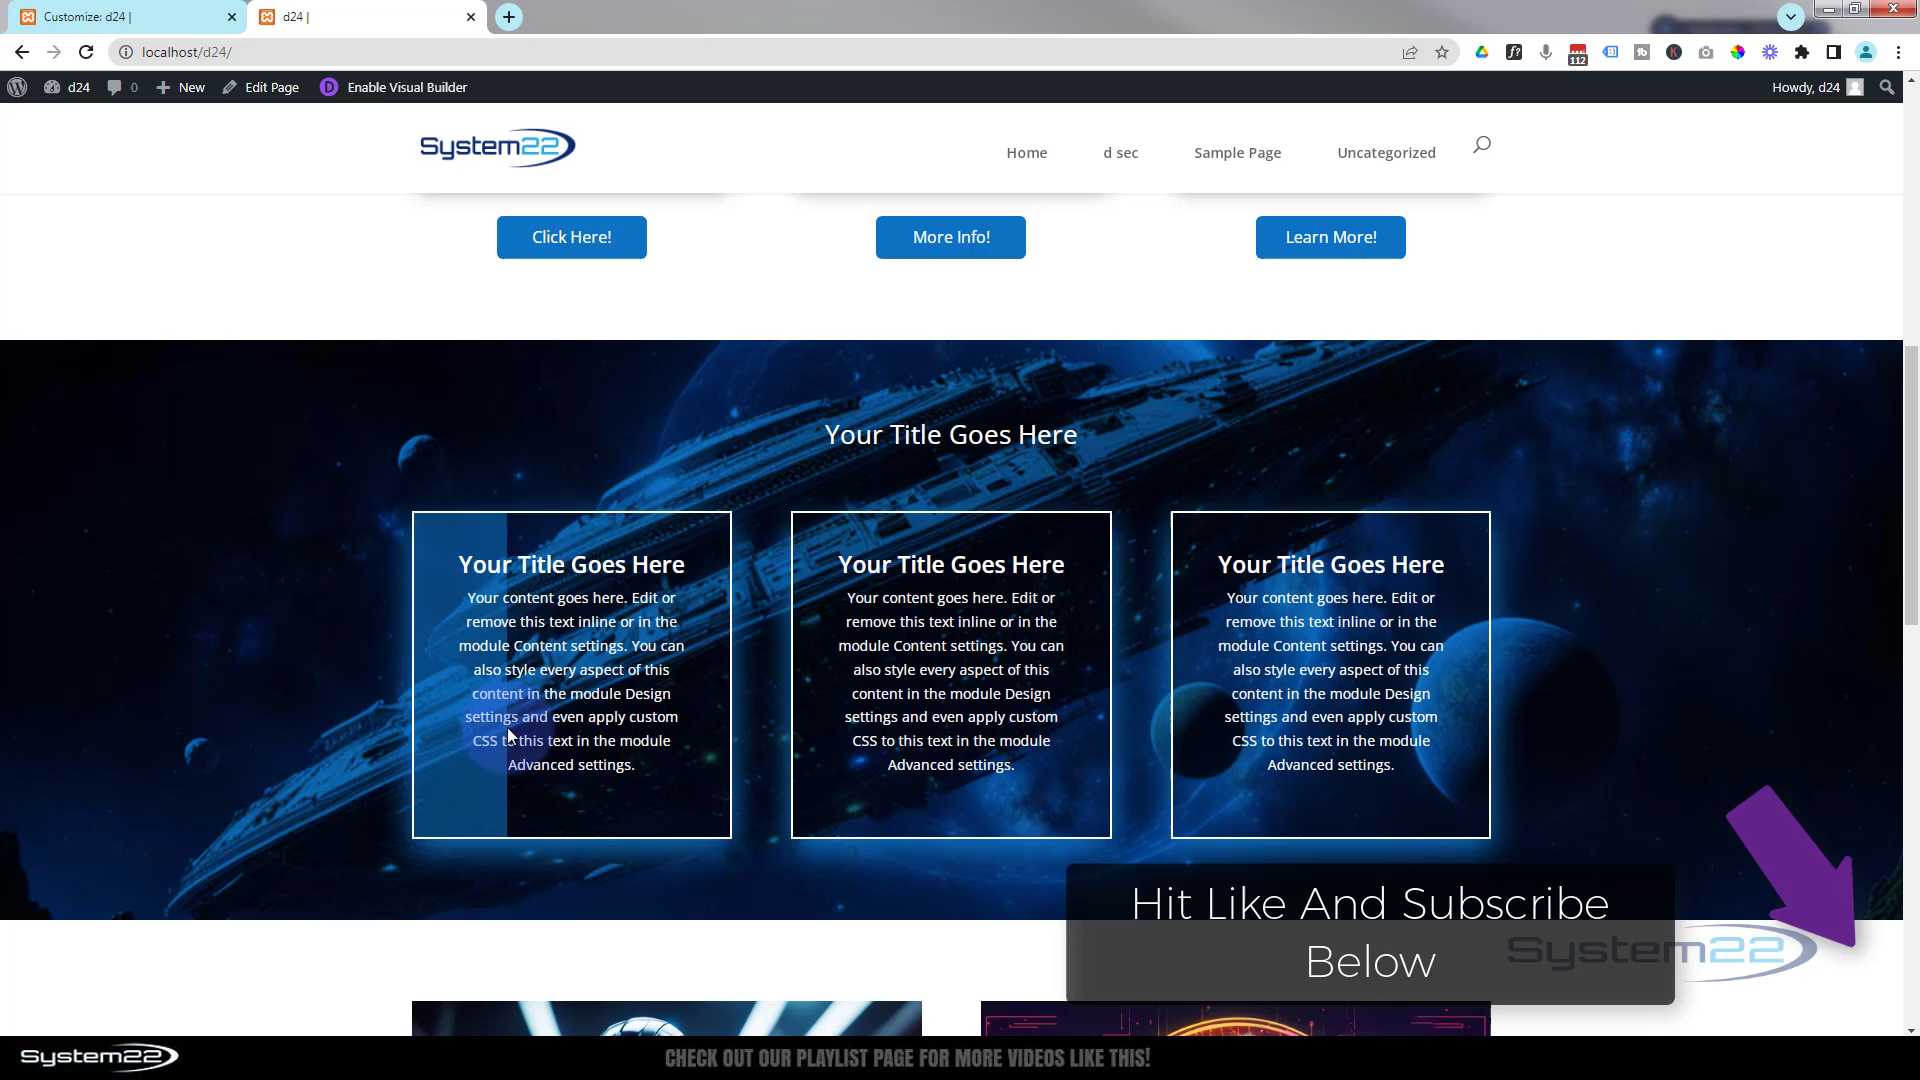 Customize: d24 |
d24 |
localhost/d24/
112
d24
0
New
Edit Page
D
Enable Visual Builder
Howdy, d24
System22
Home
d sec
Sample Page
Uncategorized
Click Here!
More Info!
Learn More!
Your Title Goes Here
Your Title Goes Here
Your content goes here. Edit or
remove this text inline or in the
module Content settings. You can
also style every aspect of this
content in the module Design
settings and even apply custom
CSS to this text in the module
Advanced settings.
Your Title Goes Here
Your content goes here. Edit or
remove this text inline or in the
module Content settings. You can
also style every aspect of this
content in the module Design
settings and even apply custom
CSS to this text in the module
Advanced settings.
Your Title Goes Here
Your content goes here. Edit or
remove this text inline or in the
module Content settings. You can
also style every aspect of this
content in the module Design
settings and even apply custom
CSS to this text in the module
Advanced settings.
Hit Like And Subscribe
Below
System22
System22
CHECK OUT OUR PLAYLIST PAGE FOR MORE VIDEOS LIKE THIS!